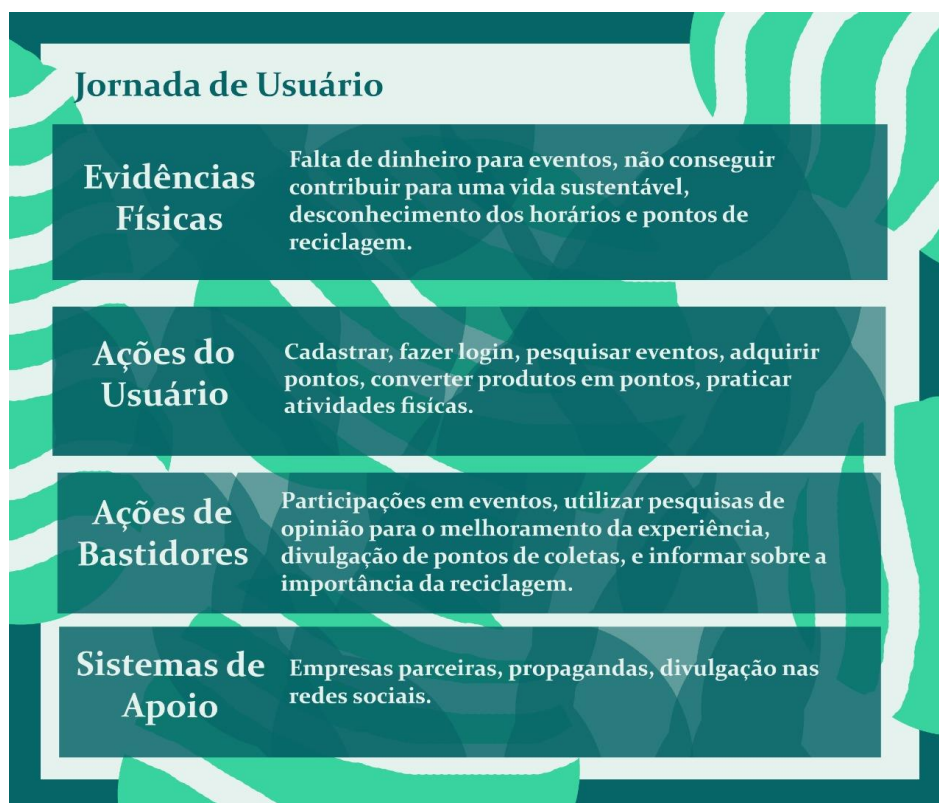 Jornada de Usuário
Evidências
Físicas
Falta de dinheiro para eventos, não conseguir
contribuir para uma vida sustentável,
desconhecimento dos horários e pontos de
reciclagem.
Ações do
Usuário
Cadastrar, fazer login, pesquisar eventos, adquirir
pontos, converter produtos em pontos, praticar
atividades fisícas.
Ações de
Bastidores
Participações em eventos, utilizar pesquisas de
opinião para o melhoramento da experiência,
divulgação de pontos de coletas, e informar sobre a
importância da reciclagem.
Sistemas de
Apoio
Empresas parceiras, propagandas, divulgação nas
redes sociais.